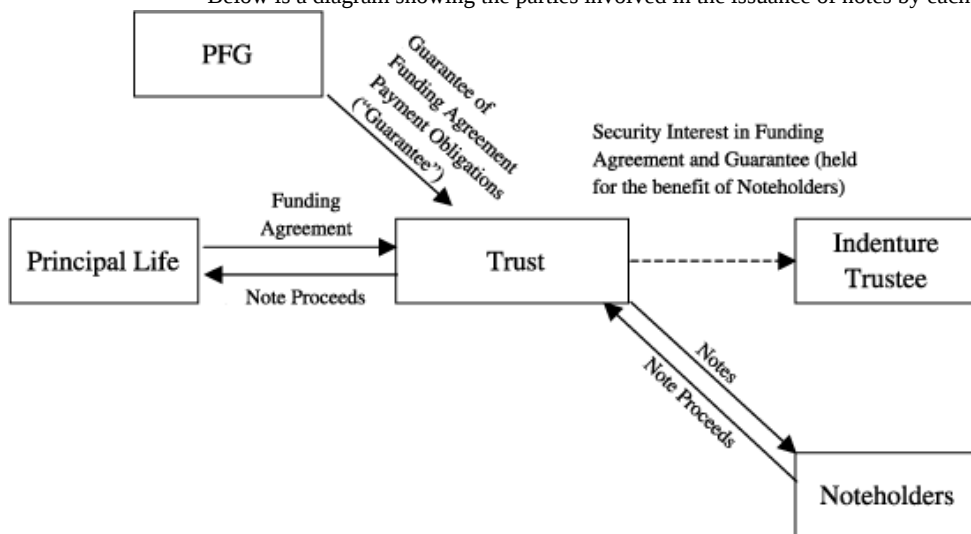 Below is a diagram showing the parties involved in the issuance of notes by each
PFG
Guarantee of
Funding Agreement
Payment Obligations
("Guarantee")
Security Interest in Funding
Agreement and Guarantee (held
for the benefit of Noteholders)
Funding
Agreement
Principal Life
Trust
Indenture
Trustee
Note Proceeds
Notes
Note Proceeds
Noteholders